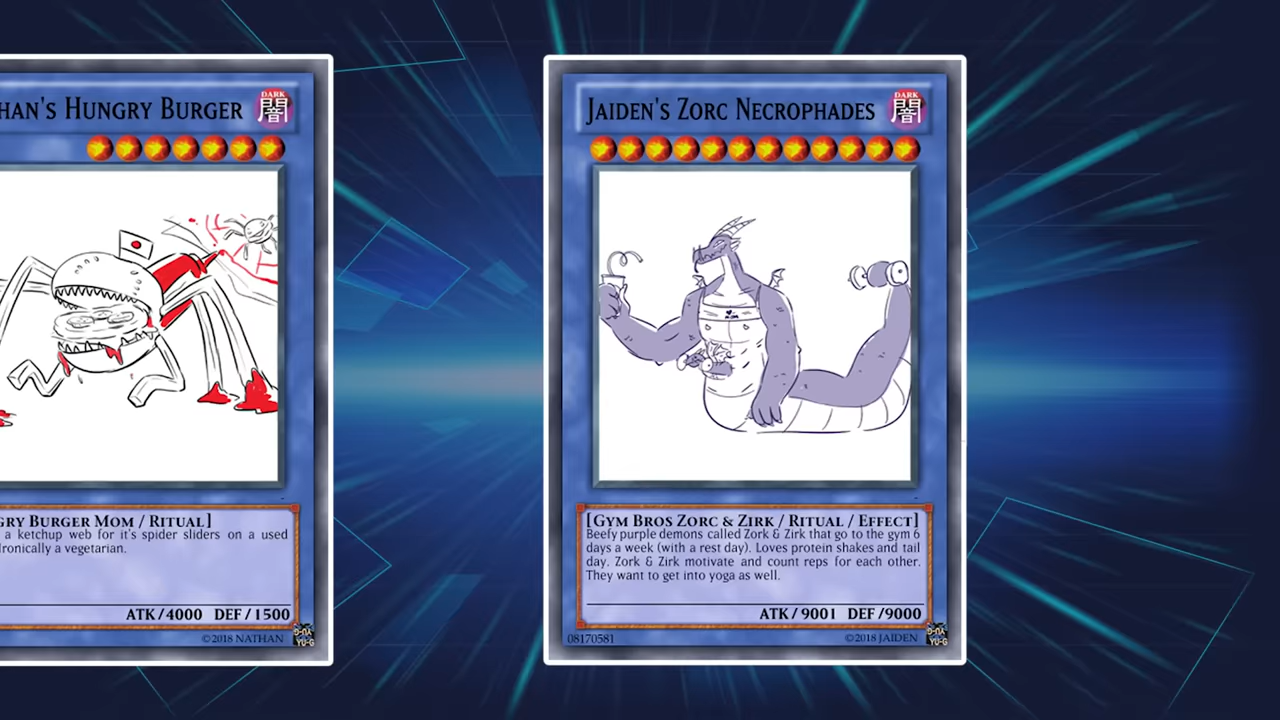 HAN'S HUNGRY BURGER
DARK
闇
GRY BURGER MOM / RITUAL]
a ketchup web for it's spider sliders on a used
Ironically a vegetarian.
ATK / 4000 DEF / 1500
©2018 NATHAN
JAIDEN'S ZORC NECROPHADES
DARK
闇
MOM
[GYM BROS ZORC & ZIRK / RITUAL / EFFECT]
Beefy purple demons called Zork & Zirk that go to the gym 6
days a week (with a rest day). Loves protein shakes and tail
day. Zork & Zirk motivate and count reps for each other.
They want to get into yoga as well.
ATK / 9001 DEF / 9000
08170581
©2018 JAIDEN